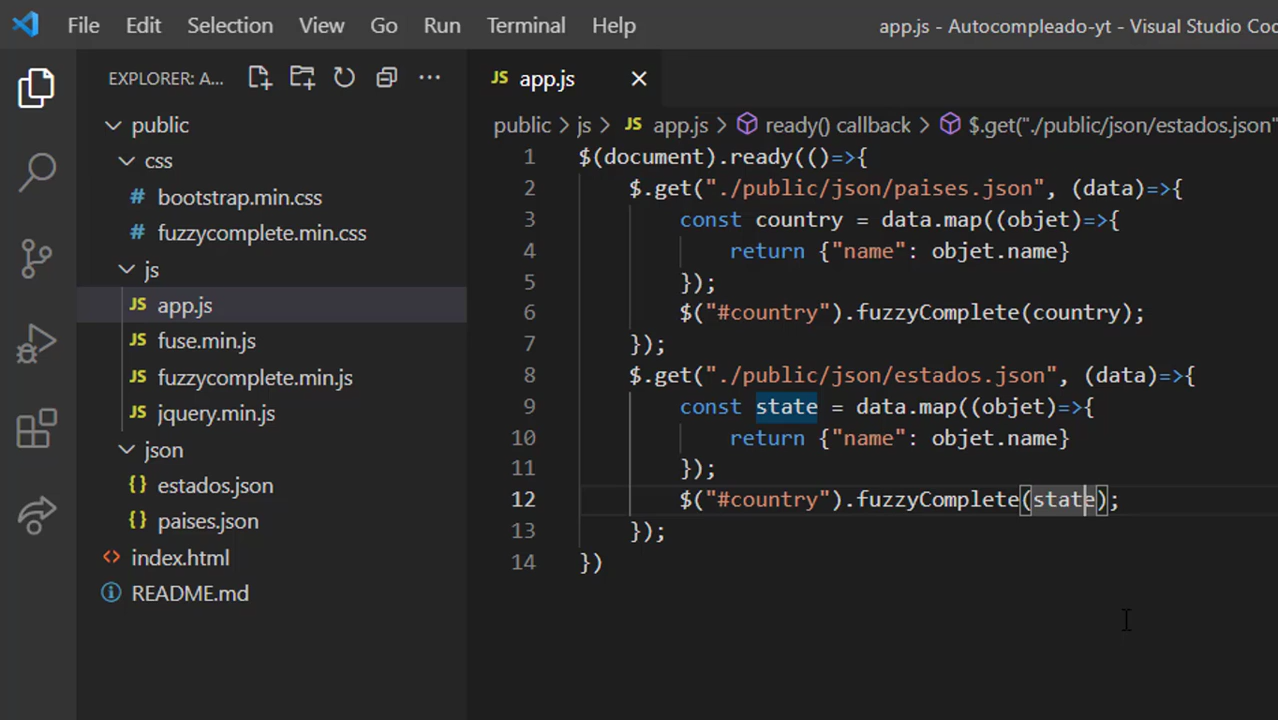 File Edit Selection View Go Run Terminal Help app.js - Autocompleado-yt - Visual Studio Coc
EXPLORER: A... ... JS app.js ×
public > js > JS app.js > ready() callback > $.get("./public/json/estados.json"
public
css
# bootstrap.min.css
# fuzzycomplete.min.css
js
JS app.js
JS fuse.min.js
JS fuzzycomplete.min.js
JS jquery.min.js
json
{} estados.json
{} paises.json
<> index.html
README.md
1 $(document).ready(()=>{
2 $.get("./public/json/paises.json", (data)=>{
3 const country = data.map((objet)=>{
4 return {"name": objet.name}
5 });
6 $("#country").fuzzyComplete(country);
7 });
8 $.get("./public/json/estados.json", (data)=>{
9 const state = data.map((objet)=>{
10 return {"name": objet.name}
11 });
12 $("#country").fuzzyComplete(state);
13 });
14 })